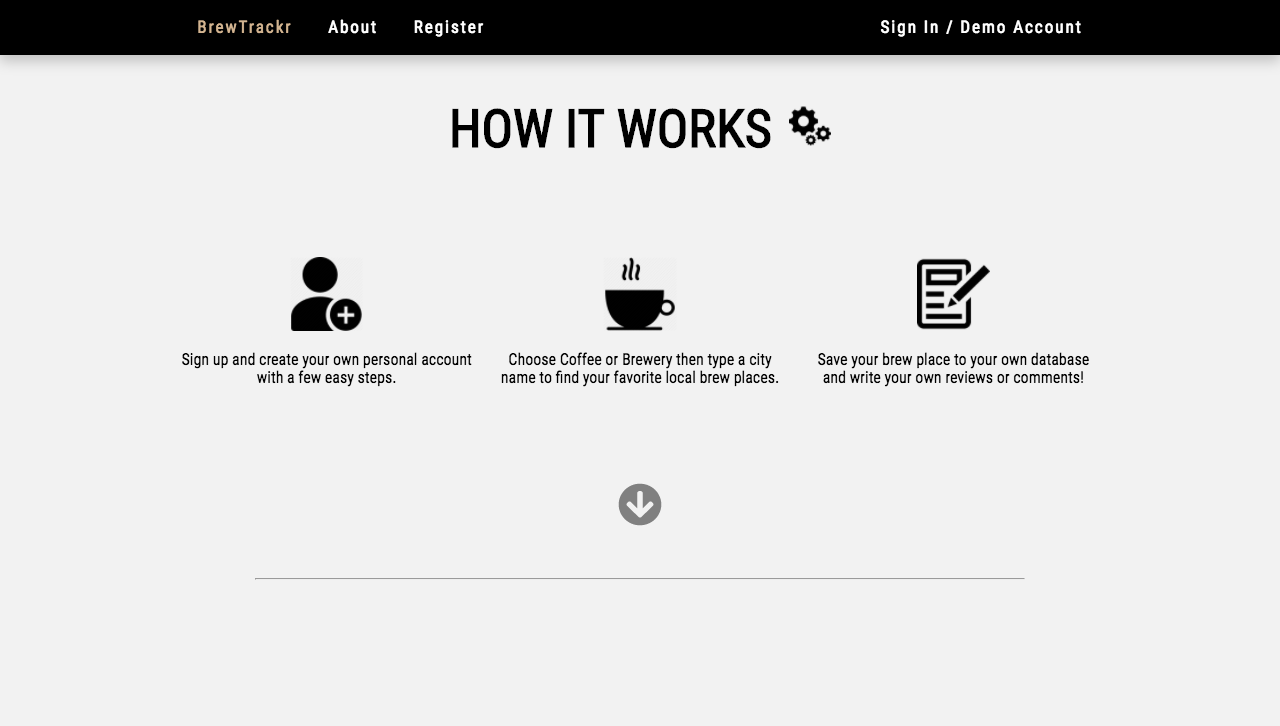 BrewTrackr About Register Sign In / Demo Account
HOW IT WORKS
Sign up and create your own personal account
with a few easy steps.
Choose Coffee or Brewery then type a city
name to find your favorite local brew places.
Save your brew place to your own database
and write your own reviews or comments!